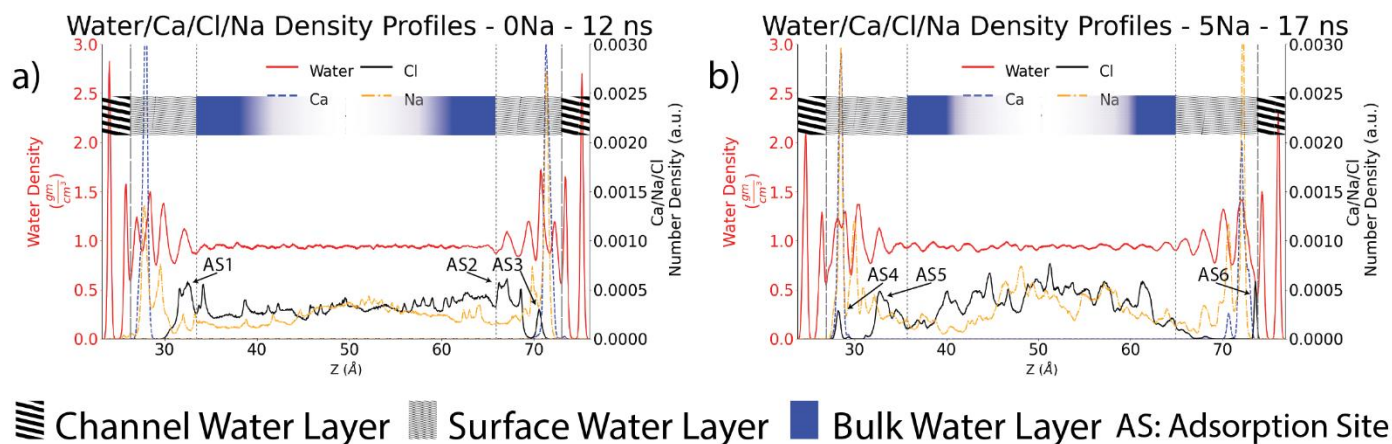 Water/Ca/Cl/Na Density Profiles - 0Na - 12 ns
a)
Water Density
(gm/cm³)
3.0
2.5
2.0
1.5
1.0
0.5
0.0
Water
Cl
Ca
Na
AS1
AS2
AS3
30
40
50
60
70
Z (Å)
0.0030
0.0025
0.0020
0.0015
0.0010
0.0005
0.0000
Ca/Na/Cl
Number Density (a.u.)
Water/Ca/Cl/Na Density Profiles - 5Na - 17 ns
b)
Water Density
(gm/cm³)
3.0
2.5
2.0
1.5
1.0
0.5
0.0
Water
Cl
Ca
Na
AS4
AS5
AS6
30
40
50
60
70
Z (Å)
0.0030
0.0025
0.0020
0.0015
0.0010
0.0005
0.0000
Ca/Na/Cl
Number Density (a.u.)
Channel Water Layer
Surface Water Layer
Bulk Water Layer
AS: Adsorption Site